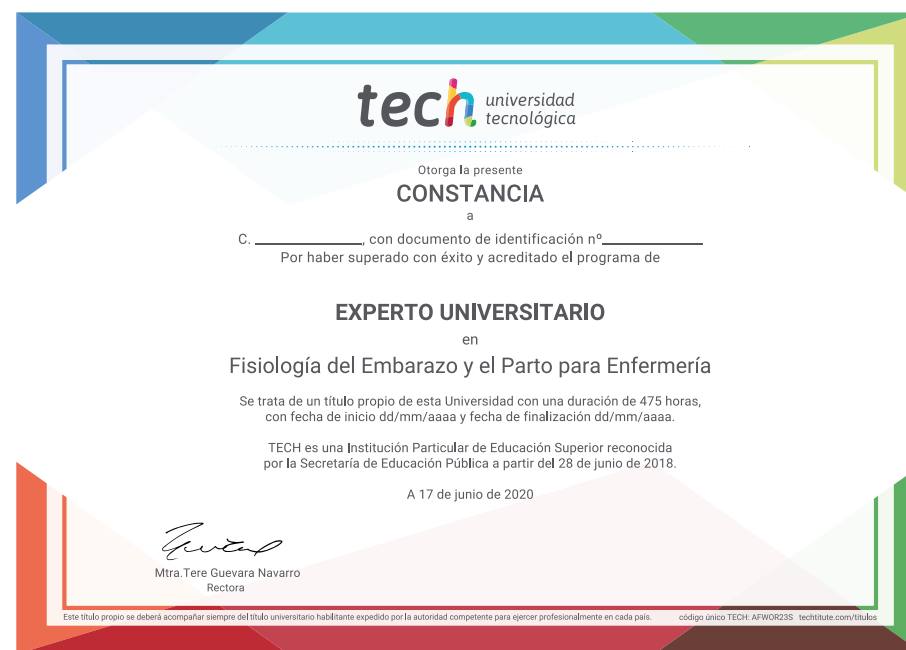 tech universidad
tecnológica
Otorga la presente
CONSTANCIA
a
C. ______________, con documento de identificación nº_____________
Por haber superado con éxito y acreditado el programa de
EXPERTO UNIVERSITARIO
en
Fisiología del Embarazo y el Parto para Enfermería
Se trata de un título propio de esta Universidad con una duración de 475 horas,
con fecha de inicio dd/mm/aaaa y fecha de finalización dd/mm/aaaa.
TECH es una Institución Particular de Educación Superior reconocida
por la Secretaría de Educación Pública a partir del 28 de junio de 2018.
A 17 de junio de 2020
Mtra.Tere Guevara Navarro
Rectora
Este título propio se deberá acompañar siempre del título universitario habilitante expedido por la autoridad competente para ejercer profesionalmente en cada país. código único TECH: AFWOR23S techtitute.com/titulos